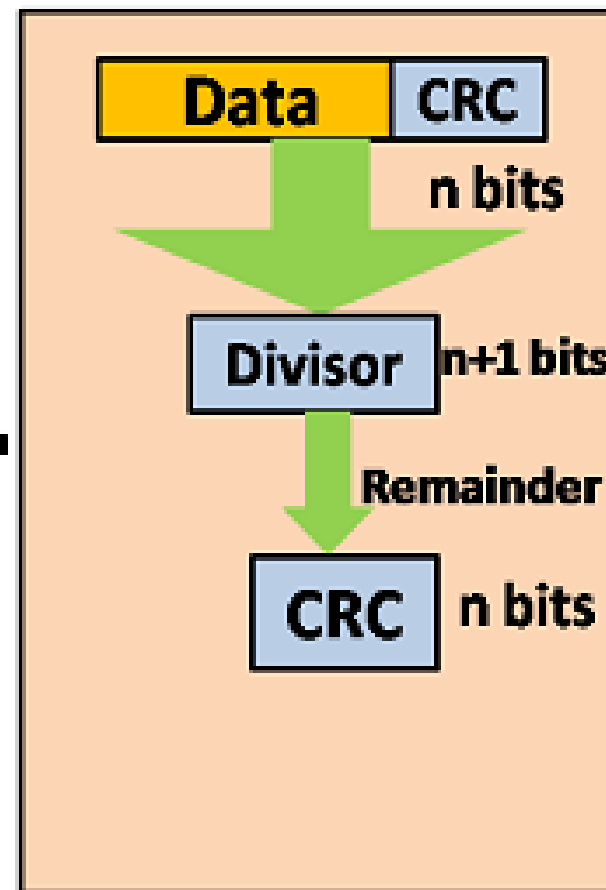 Data CRC
n bits
Divisor n+1 bits
Remainder
CRC n bits